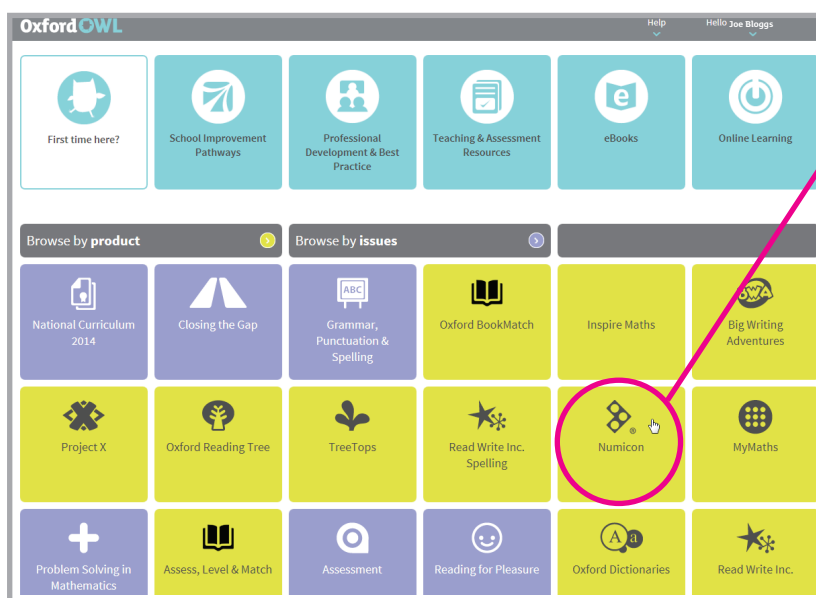 Oxford OWL
Help
Hello Joe Bloggs
First time here?
School Improvement
Pathways
Professional
Development & Best
Practice
Teaching & Assessment
Resources
e
eBooks
Online Learning
Browse by product
Browse by issues
National Curriculum
2014
Closing the Gap
ABC
Grammar,
Punctuation &
Spelling
Oxford BookMatch
Inspire Maths
BWA
Big Writing
Adventures
Project X
Oxford Reading Tree
TreeTops
Read Write Inc.
Spelling
®
Numicon
MyMaths
Problem Solving in
Mathematics
Assess, Level & Match
Assessment
Reading for Pleasure
A a
Oxford Dictionaries
Read Write Inc.